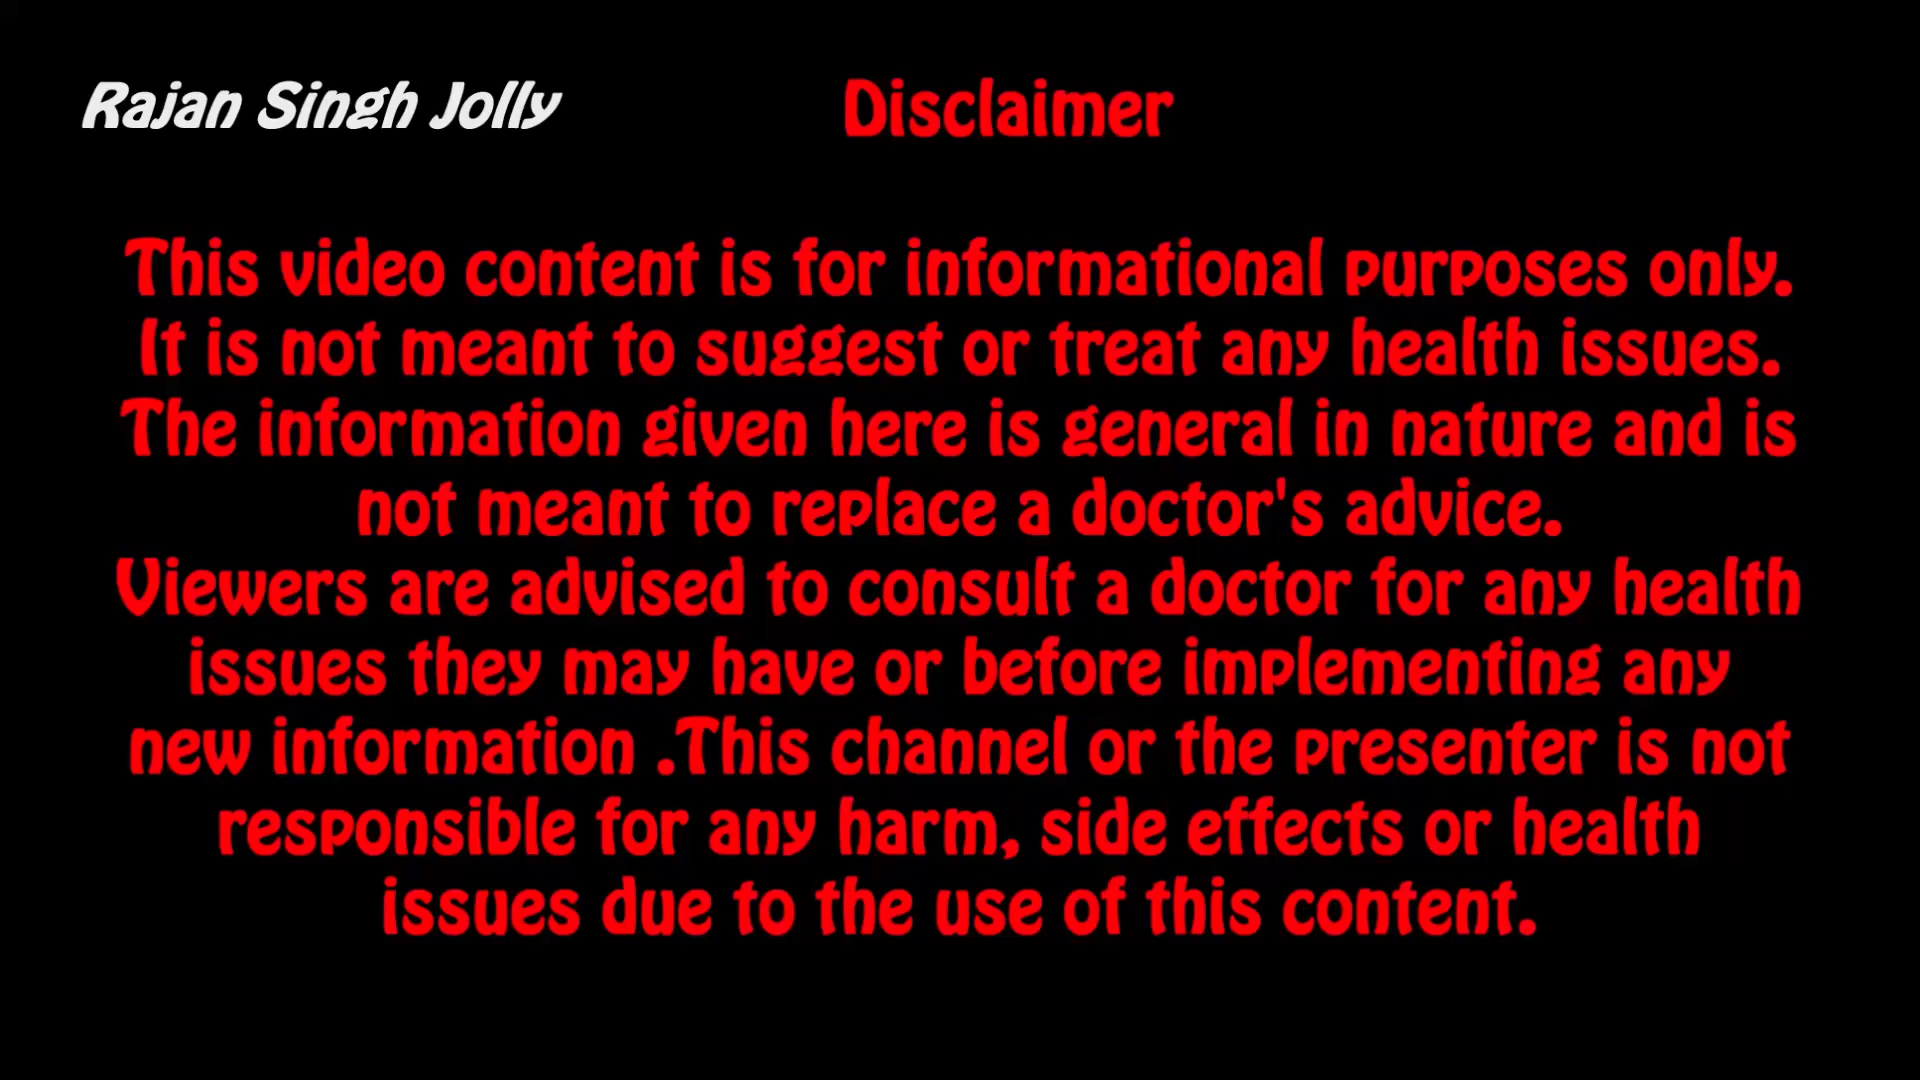 Rajan Singh Jolly
Disclaimer
This video content is for informational purposes only.
It is not meant to suggest or treat any health issues.
The information given here is general in nature and is
not meant to replace a doctor's advice.
Viewers are advised to consult a doctor for any health
issues they may have or before implementing any
new information .This channel or the presenter is not
responsible for any harm, side effects or health
issues due to the use of this content.